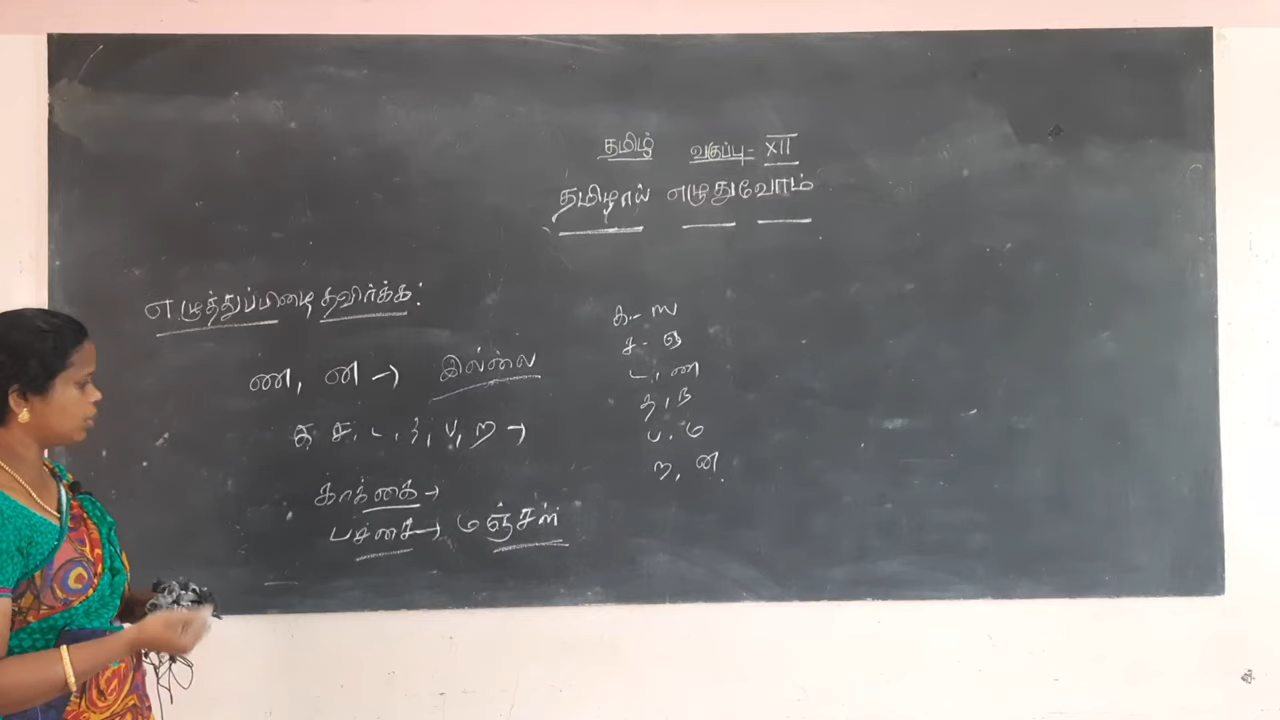 தமிழ் வகுப்பு - XII
தமிழாய் எழுதுவோம்
எழுத்துப்பிழை தவிர்க்க:
ண, ன → இல்லை
க ச. ட. த, ப, ற →
காக்கை →
பச்சை → மஞ்சள்
க - ங
ச - ஞ
ட, ண
த, ந
ப. ம
ற, ன